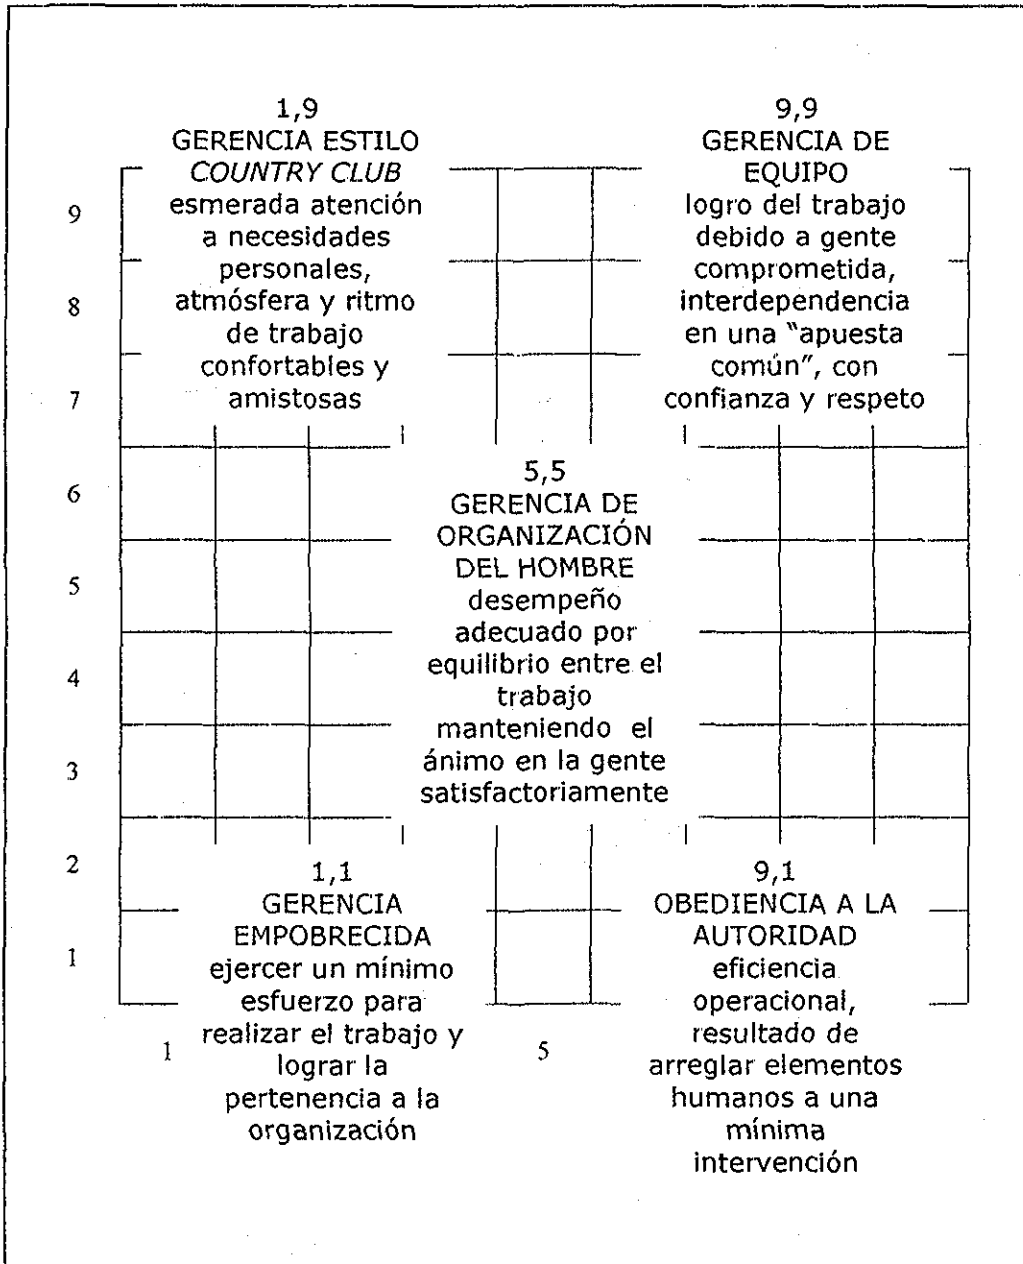 1,9
GERENCIA ESTILO
COUNTRY CLUB
esmerada atención
a necesidades
personales,
atmósfera y ritmo
de trabajo
confortables y
amistosas
9,9
GERENCIA DE
EQUIPO
logro del trabajo
debido a gente
comprometida,
interdependencia
en una "apuesta
común", con
confianza y respeto
9
8
7
6
5
4
3
2
1
5,5
GERENCIA DE
ORGANIZACIÓN
DEL HOMBRE
desempeño
adecuado por
equilibrio entre el
trabajo
manteniendo el
ánimo en la gente
satisfactoriamente
1,1
GERENCIA
EMPOBRECIDA
ejercer un mínimo
esfuerzo para
realizar el trabajo y
lograr la
pertenencia a la
organización
9,1
OBEDIENCIA A LA
AUTORIDAD
eficiencia
operacional,
resultado de
arreglar elementos
humanos a una
mínima
intervención
1
5